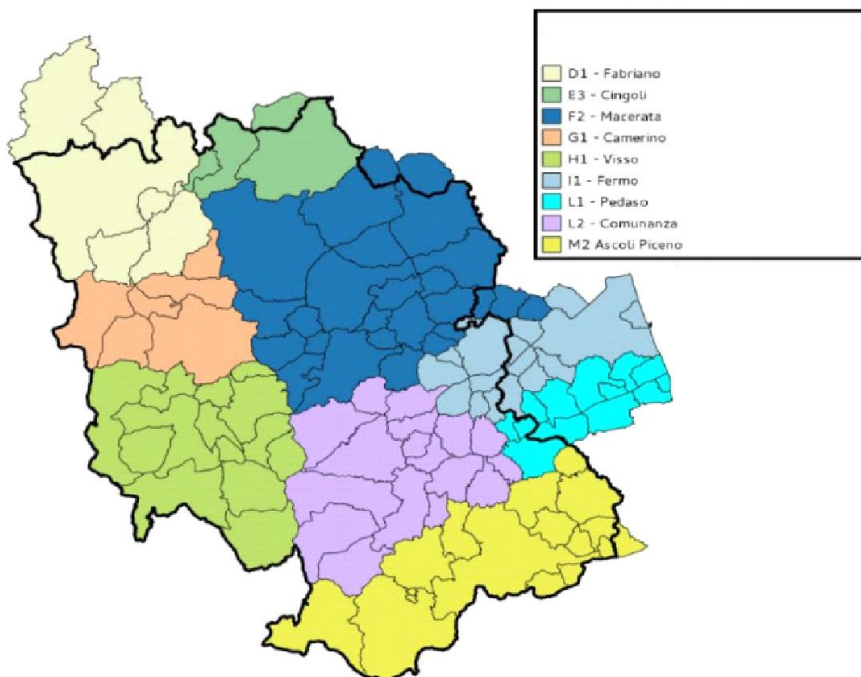 D1 - Fabriano
E3 - Cingoli
F2 - Macerata
G1 - Camerino
H1 - Visso
I1 - Fermo
L1 - Pedaso
L2 - Comunanza
M2 Ascoli Piceno